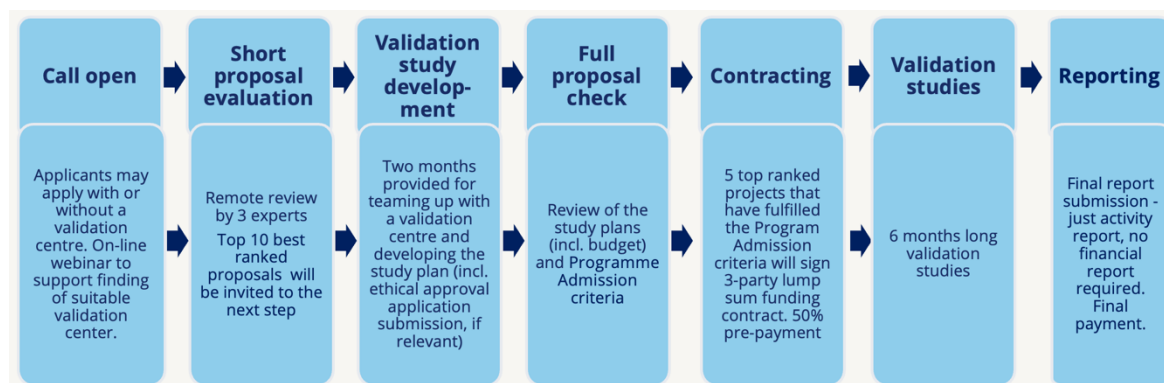 Call open
Short
proposal
evaluation
Validation
study
develop-
ment
Full
proposal
check
Contracting
Validation
studies
Reporting
Applicants may
apply with or
without a
validation
centre. On-line
webinar to
support finding
of suitable
validation
center.
Remote review
by 3 experts
Top 10 best
ranked
proposals will
be invited to the
next step
Two months
provided for
teaming up with
a validation
centre and
developing the
study plan (incl.
ethical approval
application
submission, if
relevant)
Review of the
study plans
(incl. budget)
and Programme
Admission
criteria
5 top ranked
projects that
have fulfilled
the Program
Admission
criteria will sign
3-party lump
sum funding
contract. 50%
pre-payment
6 months long
validation
studies
Final report
submission -
just activity
report, no
financial
report
required.
Final
payment.